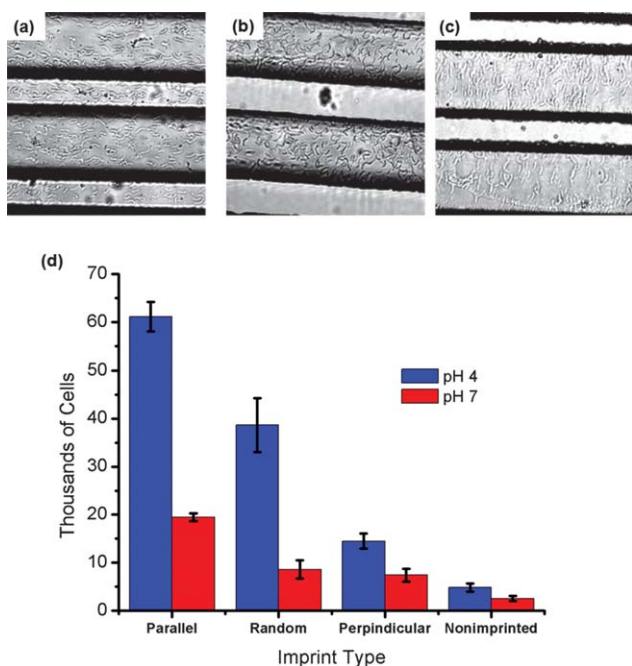 (a)
(b)
(c)
(d)
70
60
50
40
30
20
10
0
Thousands of Cells
pH 4
pH 7
Parallel Random Perpindicular Nonimprinted
Imprint Type